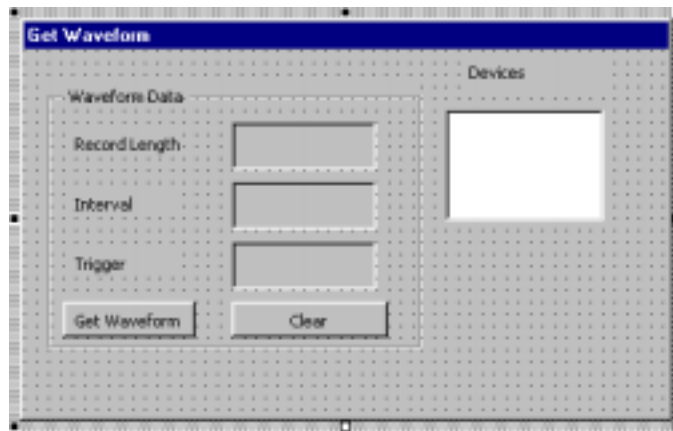 Get Waveform
Devices
Waveform Data
Record Length
Interval
Trigger
Get Waveform
Clear